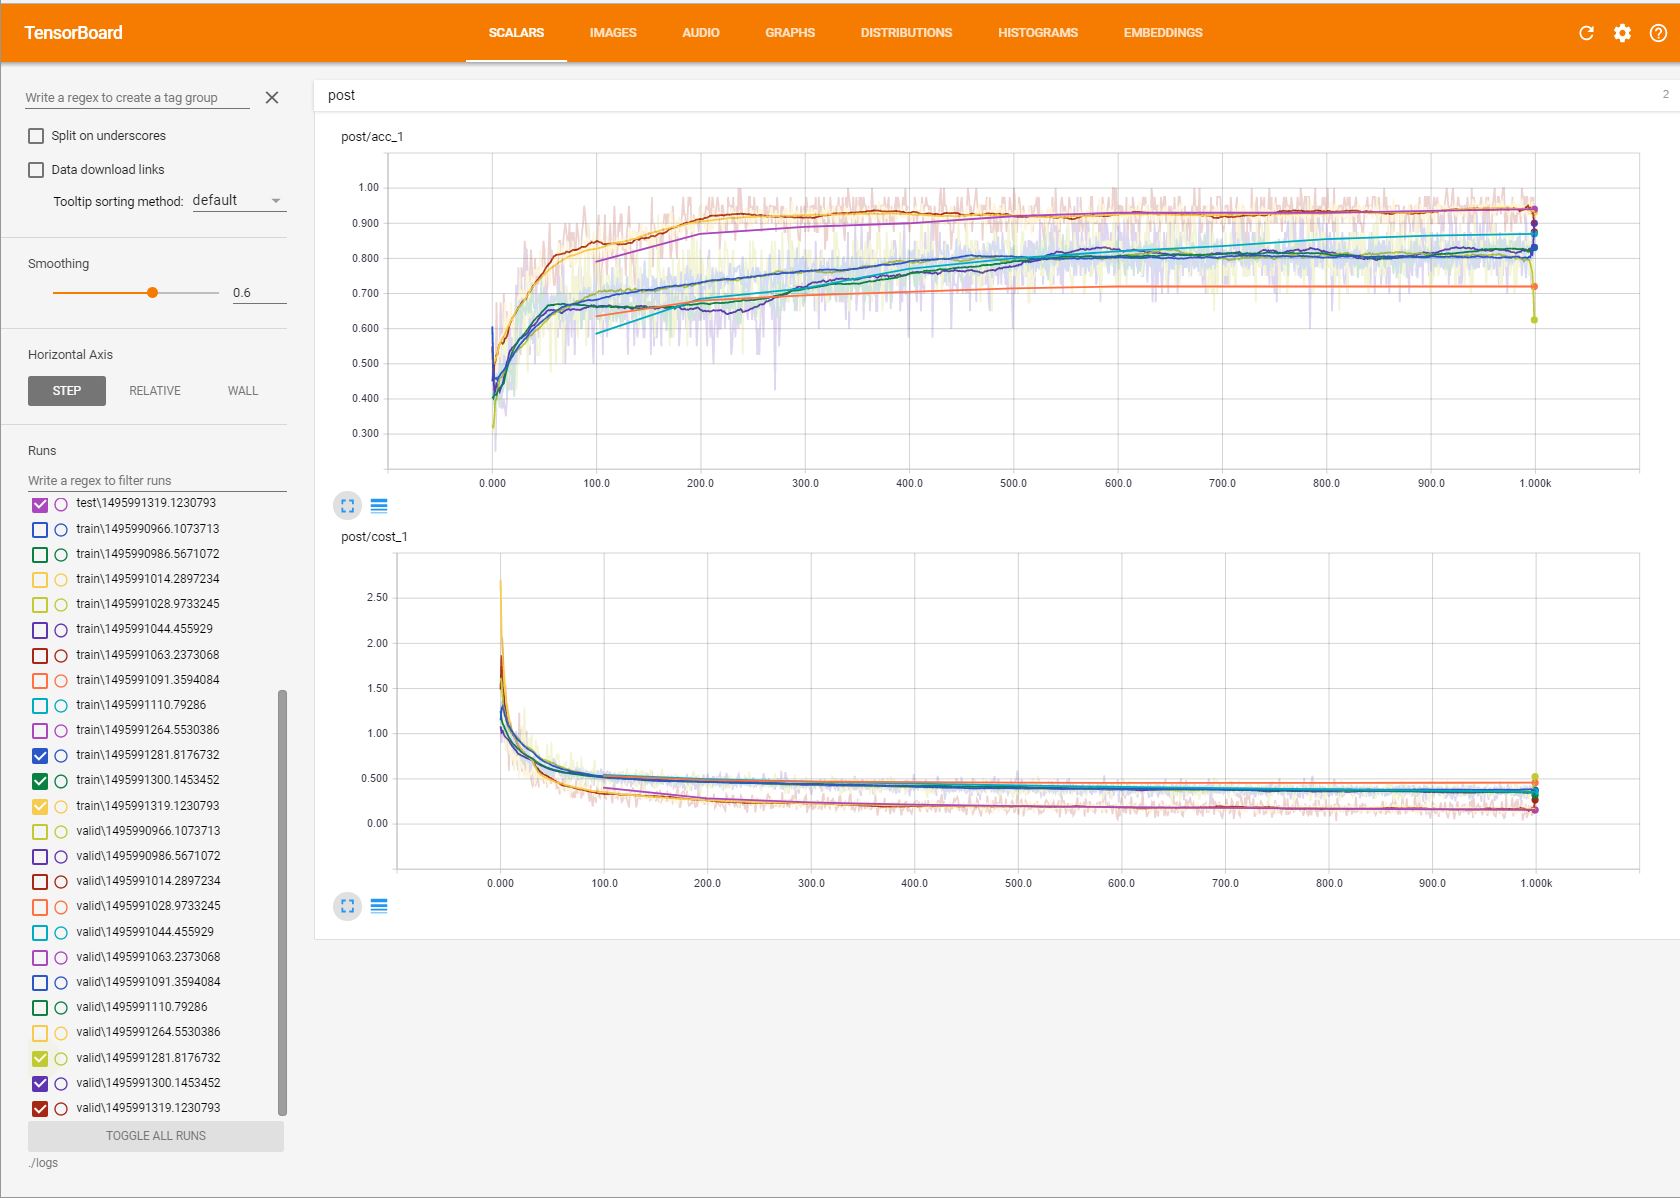 TensorBoard
SCALARS IMAGES AUDIO GRAPHS DISTRIBUTIONS HISTOGRAMS EMBEDDINGS
Write a regex to create a tag group
Split on underscores
Data download links
Tooltip sorting method: default
Smoothing
0.6
Horizontal Axis
STEP RELATIVE WALL
Runs
Write a regex to filter runs
test\1495991319.1230793
train\1495990966.1073713
train\1495990986.5671072
train\1495991014.2897234
train\1495991028.9733245
train\1495991044.455929
train\1495991063.2373068
train\1495991091.3594084
train\1495991110.79286
train\1495991264.5530386
train\1495991281.8176732
train\1495991300.1453452
train\1495991319.1230793
valid\1495990966.1073713
valid\1495990986.5671072
valid\1495991014.2897234
valid\1495991028.9733245
valid\1495991044.455929
valid\1495991063.2373068
valid\1495991091.3594084
valid\1495991110.79286
valid\1495991264.5530386
valid\1495991281.8176732
valid\1495991300.1453452
valid\1495991319.1230793
TOGGLE ALL RUNS
./logs
post 2
post/acc_1
1.00
0.900
0.800
0.700
0.600
0.500
0.400
0.300
0.000 100.0 200.0 300.0 400.0 500.0 600.0 700.0 800.0 900.0 1.000k
post/cost_1
2.50
2.00
1.50
1.00
0.500
0.00
0.000 100.0 200.0 300.0 400.0 500.0 600.0 700.0 800.0 900.0 1.000k